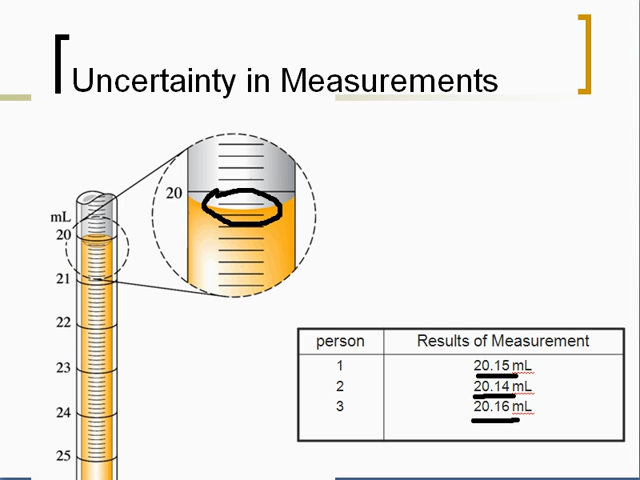 Uncertainty in Measurements
20
mL
20
21
22
23
24
25
person Results of Measurement
1 20.15 mL
2 20.14 mL
3 20.16 mL